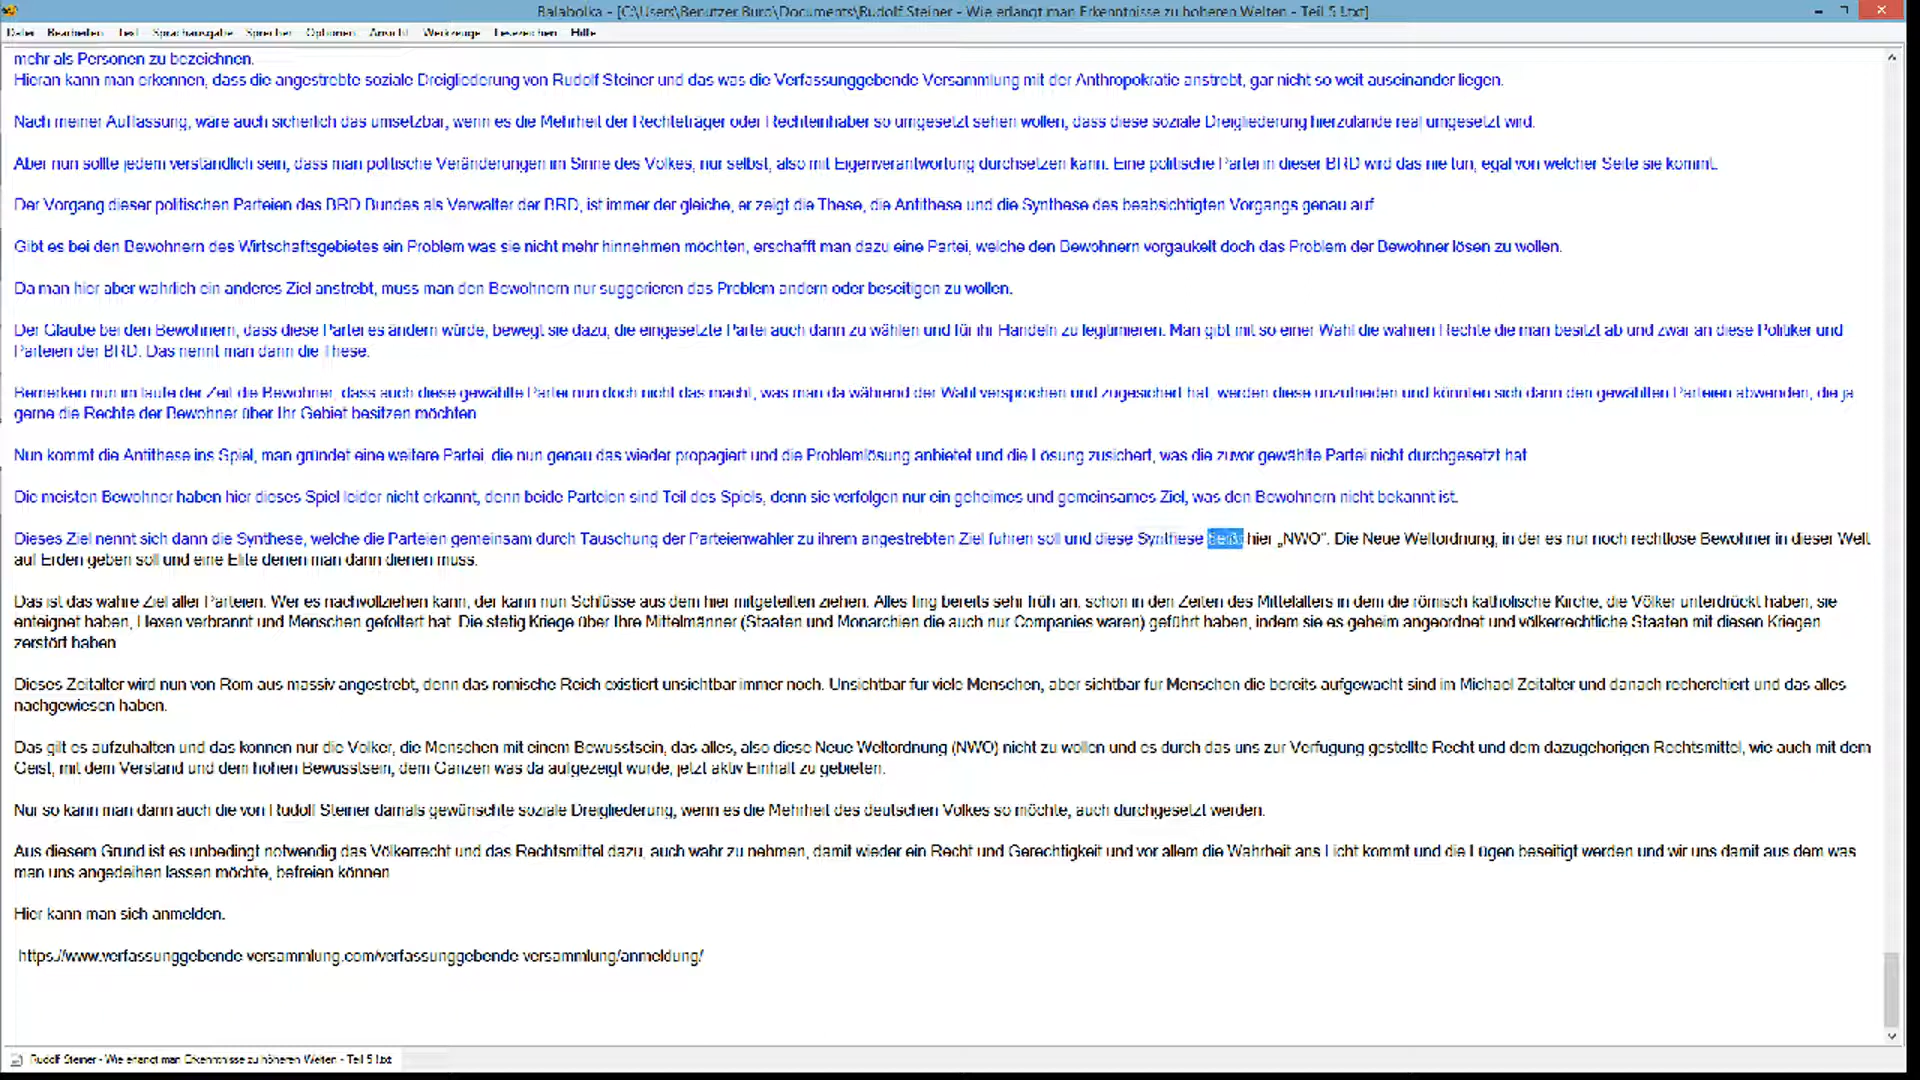 Balabolka - [C:\Users\Benutzer Büro\Documents\Rudolf Steiner - Wie erlangt man Erkenntnisse zu höheren Welten - Teil 5 !.txt]
Datei Bearbeiten Text Sprachausgabe Sprecher Optionen Ansicht Werkzeuge Lesezeichen Hilfe
mehr als Personen zu bezeichnen.
Hieran kann man erkennen, dass die angestrebte soziale Dreigliederung von Rudolf Steiner und das was die Verfassunggebende Versammlung mit der Anthropokratie anstrebt, gar nicht so weit auseinander liegen.
Nach meiner Auffassung, wäre auch sicherlich das umsetzbar, wenn es die Mehrheit der Rechteträger oder Rechteinhaber so umgesetzt sehen wollen, dass diese soziale Dreigliederung hierzulande real umgesetzt wird.
Aber nun sollte jedem verständlich sein, dass man politische Veränderungen im Sinne des Volkes, nur selbst, also mit Eigenverantwortung durchsetzen kann. Eine politische Partei in dieser BRD wird das nie tun, egal von welcher Seite sie kommt.
Der Vorgang dieser politischen Parteien des BRD Bundes als Verwalter der BRD, ist immer der gleiche, er zeigt die These, die Antithese und die Synthese des beabsichtigten Vorgangs genau auf.
Gibt es bei den Bewohnern des Wirtschaftsgebietes ein Problem was sie nicht mehr hinnehmen möchten, erschafft man dazu eine Partei, welche den Bewohnern vorgaukelt doch das Problem der Bewohner lösen zu wollen.
Da man hier aber wahrlich ein anderes Ziel anstrebt, muss man den Bewohnern nur suggerieren das Problem ändern oder beseitigen zu wollen.
Der Glaube bei den Bewohnern, dass diese Partei es ändern würde, bewegt sie dazu, die eingesetzte Partei auch dann zu wählen und für ihr Handeln zu legitimieren. Man gibt mit so einer Wahl die wahren Rechte die man besitzt ab und zwar an diese Politiker und
Parteien der BRD. Das nennt man dann die These.
Bemerken nun im laufe der Zeit die Bewohner, dass auch diese gewählte Partei nun doch nicht das macht, was man da während der Wahl versprochen und zugesichert hat, werden diese unzufrieden und könnten sich dann den gewählten Parteien abwenden, die ja
gerne die Rechte der Bewohner über Ihr Gebiet besitzen möchten.
Nun kommt die Antithese ins Spiel, man gründet eine weitere Partei, die nun genau das wieder propagiert und die Problemlösung anbietet und die Lösung zusichert, was die zuvor gewählte Partei nicht durchgesetzt hat.
Die meisten Bewohner haben hier dieses Spiel leider nicht erkannt, denn beide Parteien sind Teil des Spiels, denn sie verfolgen nur ein geheimes und gemeinsames Ziel, was den Bewohnern nicht bekannt ist.
Dieses Ziel nennt sich dann die Synthese, welche die Parteien gemeinsam durch Täuschung der Parteienwähler zu ihrem angestrebten Ziel führen soll und diese Synthese heißt hier „NWO“. Die Neue Weltordnung, in der es nur noch rechtlose Bewohner in dieser Welt
auf Erden geben soll und eine Elite denen man dann dienen muss.
Das ist das wahre Ziel aller Parteien. Wer es nachvollziehen kann, der kann nun Schlüsse aus dem hier mitgeteilten ziehen. Alles fing bereits sehr früh an, schon in den Zeiten des Mittelalters in dem die römisch katholische Kirche, die Völker unterdrückt haben, sie
enteignet haben, Hexen verbrannt und Menschen gefoltert hat. Die stetig Kriege über Ihre Mittelmänner (Staaten und Monarchien die auch nur Companies waren) geführt haben, indem sie es geheim angeordnet und völkerrechtliche Staaten mit diesen Kriegen
zerstört haben.
Dieses Zeitalter wird nun von Rom aus massiv angestrebt, denn das römische Reich existiert unsichtbar immer noch. Unsichtbar für viele Menschen, aber sichtbar für Menschen die bereits aufgewacht sind im Michael Zeitalter und danach recherchiert und das alles
nachgewiesen haben.
Das gilt es aufzuhalten und das können nur die Völker, die Menschen mit einem Bewusstsein, das alles, also diese Neue Weltordnung (NWO) nicht zu wollen und es durch das uns zur Verfügung gestellte Recht und dem dazugehörigen Rechtsmittel, wie auch mit dem
Geist, mit dem Verstand und dem hohen Bewusstsein, dem Ganzen was da aufgezeigt wurde, jetzt aktiv Einhalt zu gebieten.
Nur so kann man dann auch die von Rudolf Steiner damals gewünschte soziale Dreigliederung, wenn es die Mehrheit des deutschen Volkes so möchte, auch durchgesetzt werden.
Aus diesem Grund ist es unbedingt notwendig das Völkerrecht und das Rechtsmittel dazu, auch wahr zu nehmen, damit wieder ein Recht und Gerechtigkeit und vor allem die Wahrheit ans Licht kommt und die Lügen beseitigt werden und wir uns damit aus dem was
man uns angedeihen lassen möchte, befreien können.
Hier kann man sich anmelden.
https://www.verfassunggebende-versammlung.com/verfassunggebende-versammlung/anmeldung/
Rudolf Steiner - Wie erlangt man Erkenntnisse zu höheren Welten - Teil 5 !.txt